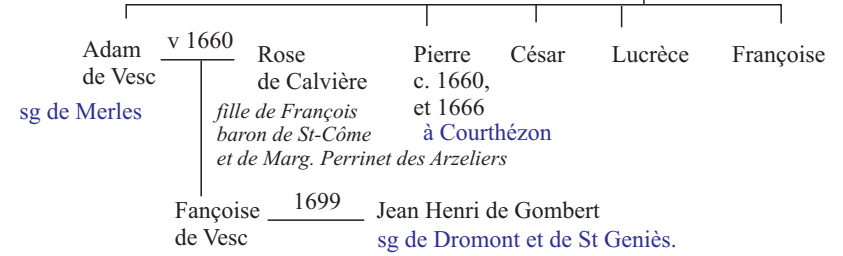 Adam
de Vesc
sg de Merles
v 1660
Rose
de Calvière
fille de François
baron de St-Côme
et de Marg. Perrinet des Arzeliers
Pierre
c. 1660,
et 1666
à Courthézon
César
Lucrèce
Françoise
Fançoise
de Vesc
1699
Jean Henri de Gombert
sg de Dromont et de St Geniès.